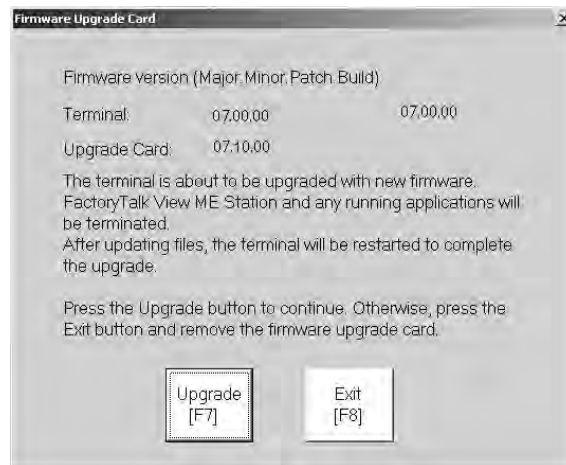 Firmware Upgrade Card
Firmware version (Major.Minor.Patch.Build)
Terminal: 07.00.00 07.00.00
Upgrade Card: 07.10.00
The terminal is about to be upgraded with new firmware.
FactoryTalk View ME Station and any running applications will
be terminated.
After updating files, the terminal will be restarted to complete
the upgrade.
Press the Upgrade button to continue. Otherwise, press the
Exit button and remove the firmware upgrade card.
Upgrade
[F7]
Exit
[F8]